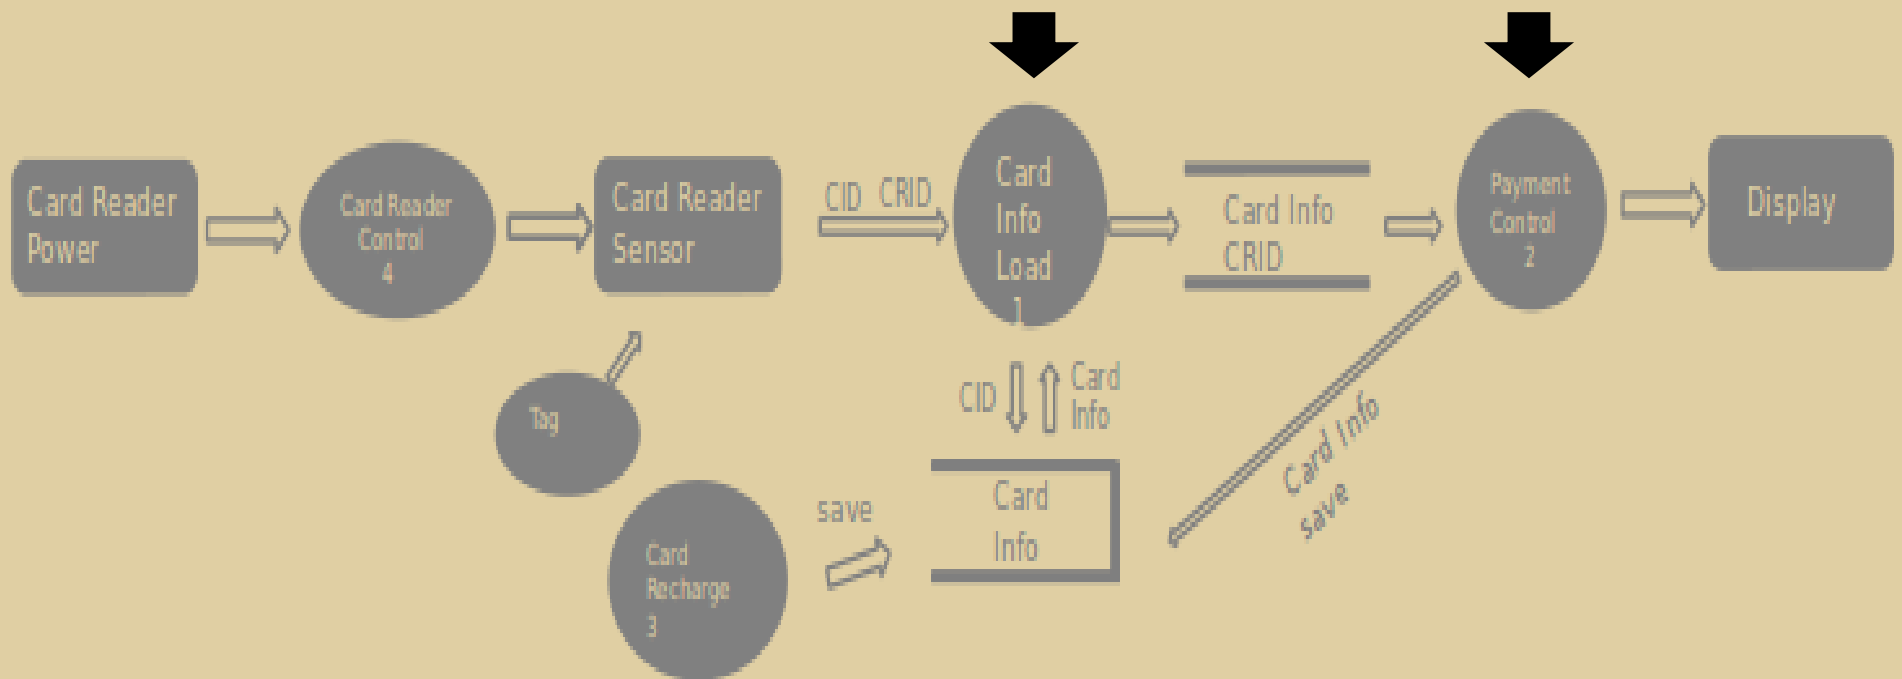 Card Reader
Power
Card Reader
Control
4
Card Reader
Sensor
CID CRID
Card
Info
Load
1
Card Info
CRID
Payment
Control
2
Display
Tag
CID
Card
Info
Card
Recharge
3
save
Card
Info
Card Info
save